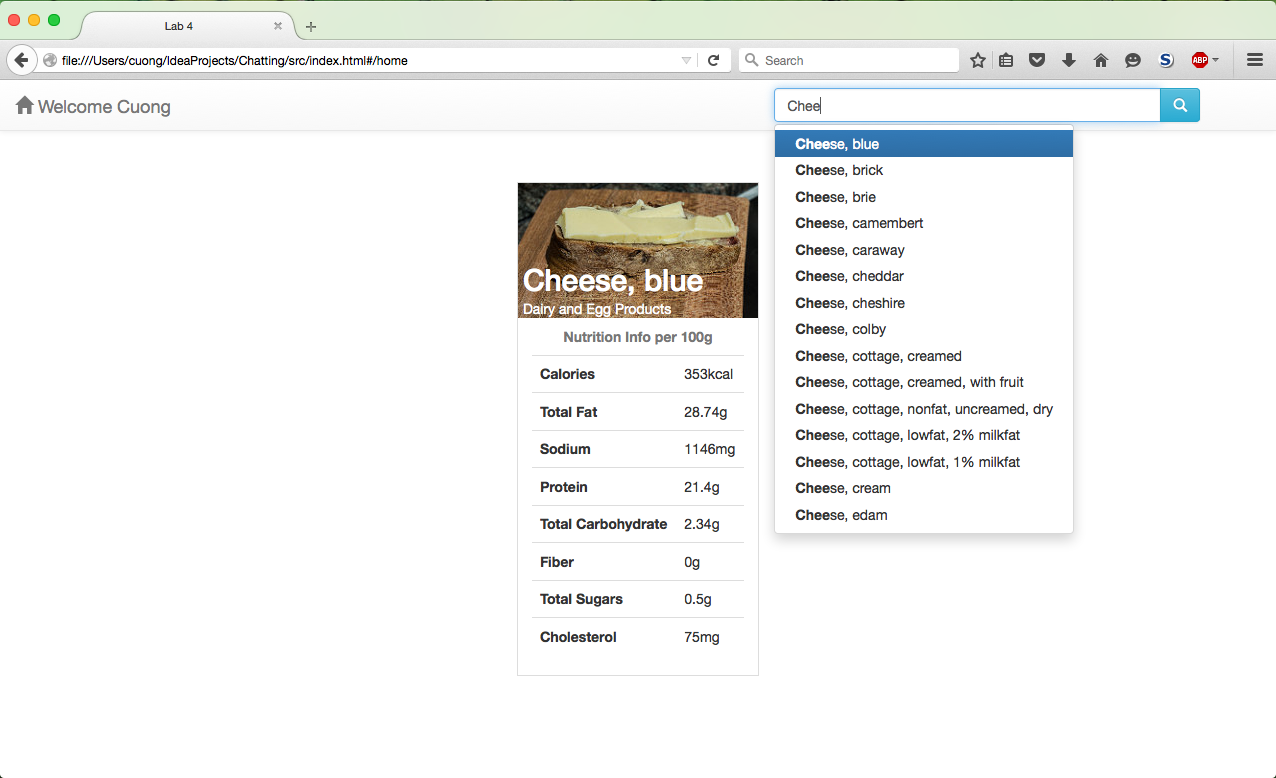 Lab 4
file:///Users/cuong/IdeaProjects/Chatting/src/index.html#/home
Search
S
ABP
Welcome Cuong
Chee
Cheese, blue
Cheese, brick
Cheese, brie
Cheese, camembert
Cheese, caraway
Cheese, cheddar
Cheese, cheshire
Cheese, colby
Cheese, cottage, creamed
Cheese, cottage, creamed, with fruit
Cheese, cottage, nonfat, uncreamed, dry
Cheese, cottage, lowfat, 2% milkfat
Cheese, cottage, lowfat, 1% milkfat
Cheese, cream
Cheese, edam
Cheese, blue
Dairy and Egg Products
Nutrition Info per 100g
Calories 353kcal
Total Fat 28.74g
Sodium 1146mg
Protein 21.4g
Total Carbohydrate 2.34g
Fiber 0g
Total Sugars 0.5g
Cholesterol 75mg